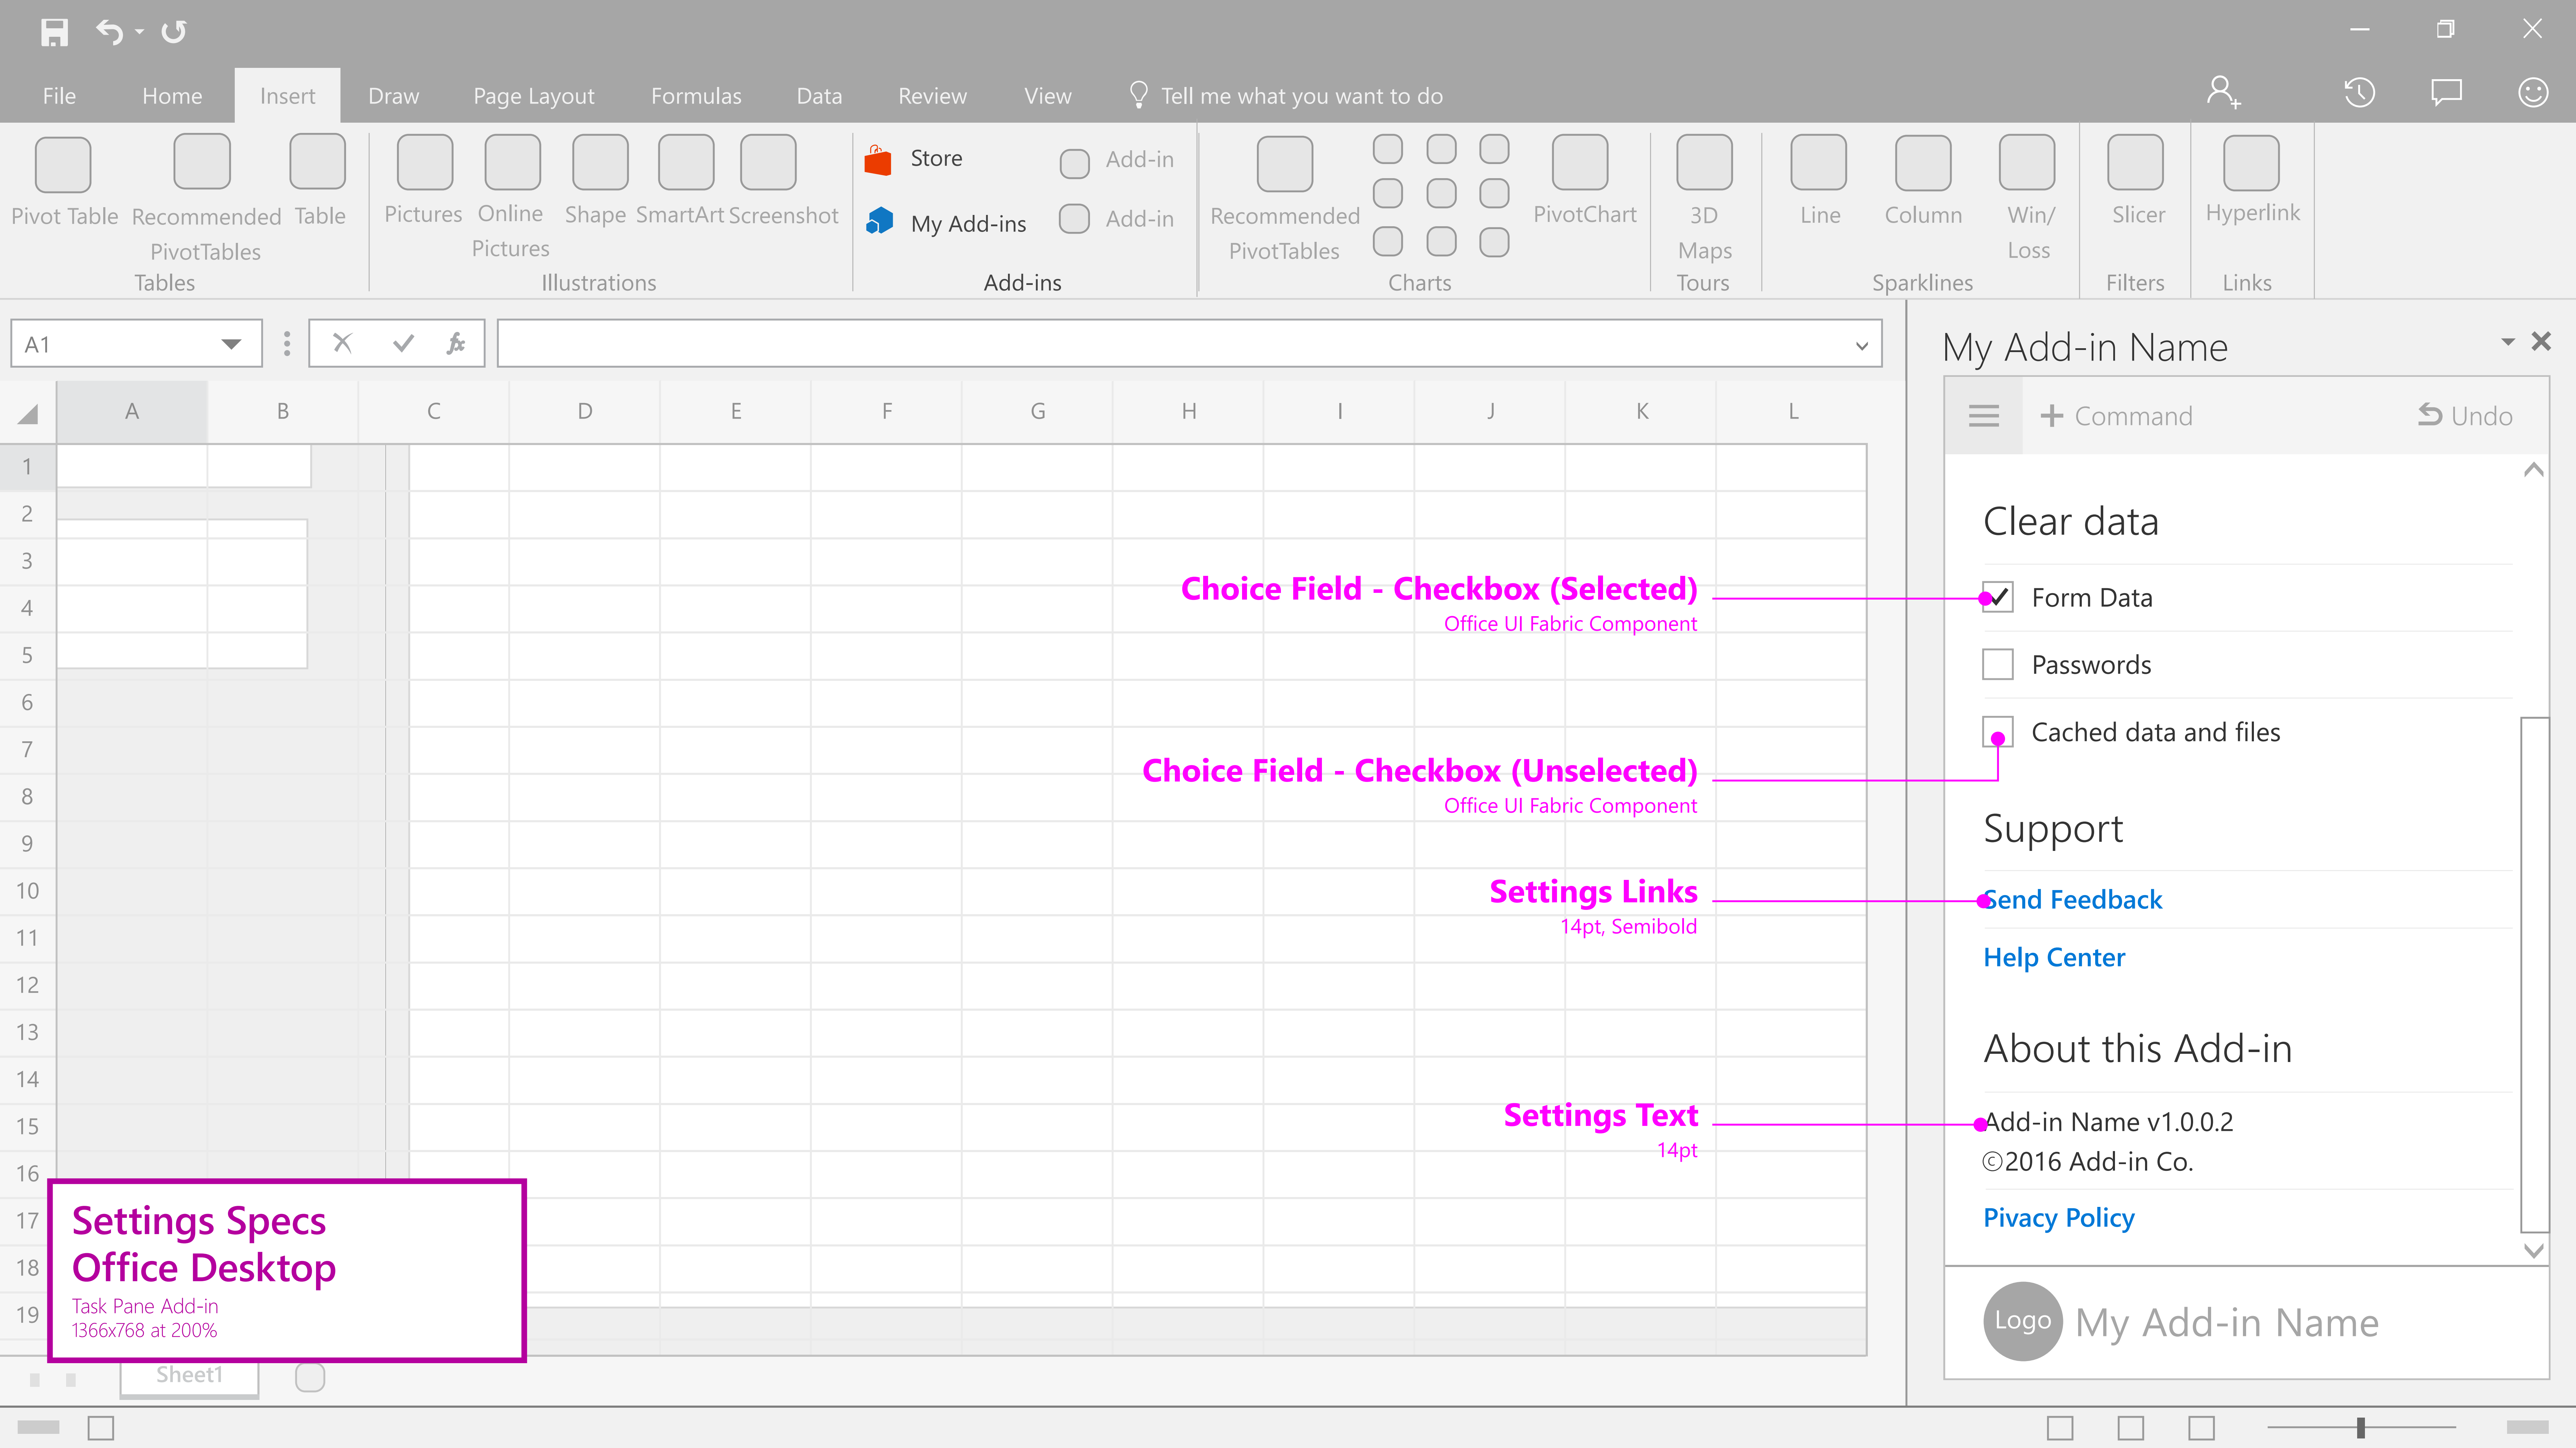 File Home Insert Draw Page Layout Formulas Data Review View Tell me what you want to do
Pivot Table
Recommended
PivotTables
Table
Tables
Pictures
Online
Pictures
Shape
SmartArt
Screenshot
Illustrations
Store
My Add-ins
Add-in
Add-in
Add-ins
Recommended
PivotTables
PivotChart
Charts
3D
Maps
Tours
Line
Column
Win/
Loss
Sparklines
Slicer
Filters
Hyperlink
Links
A1
fx
A B C D E F G H I J K L
1
2
3
4
5
6
7
8
9
10
11
12
13
14
15
16
17
18
19
Choice Field - Checkbox (Selected)
Office UI Fabric Component
Choice Field - Checkbox (Unselected)
Office UI Fabric Component
Settings Links
14pt, Semibold
Settings Text
14pt
Settings Specs
Office Desktop
Task Pane Add-in
1366x768 at 200%
Sheet1
My Add-in Name
Command Undo
Clear data
Form Data
Passwords
Cached data and files
Support
Send Feedback
Help Center
About this Add-in
Add-in Name v1.0.0.2
©2016 Add-in Co.
Pivacy Policy
Logo My Add-in Name